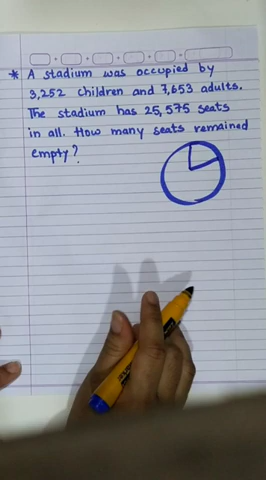 * A stadium was occupied by
3,252 children and 7,653 adults.
The stadium has 25,575 seats
in all. How many seats remained
empty?